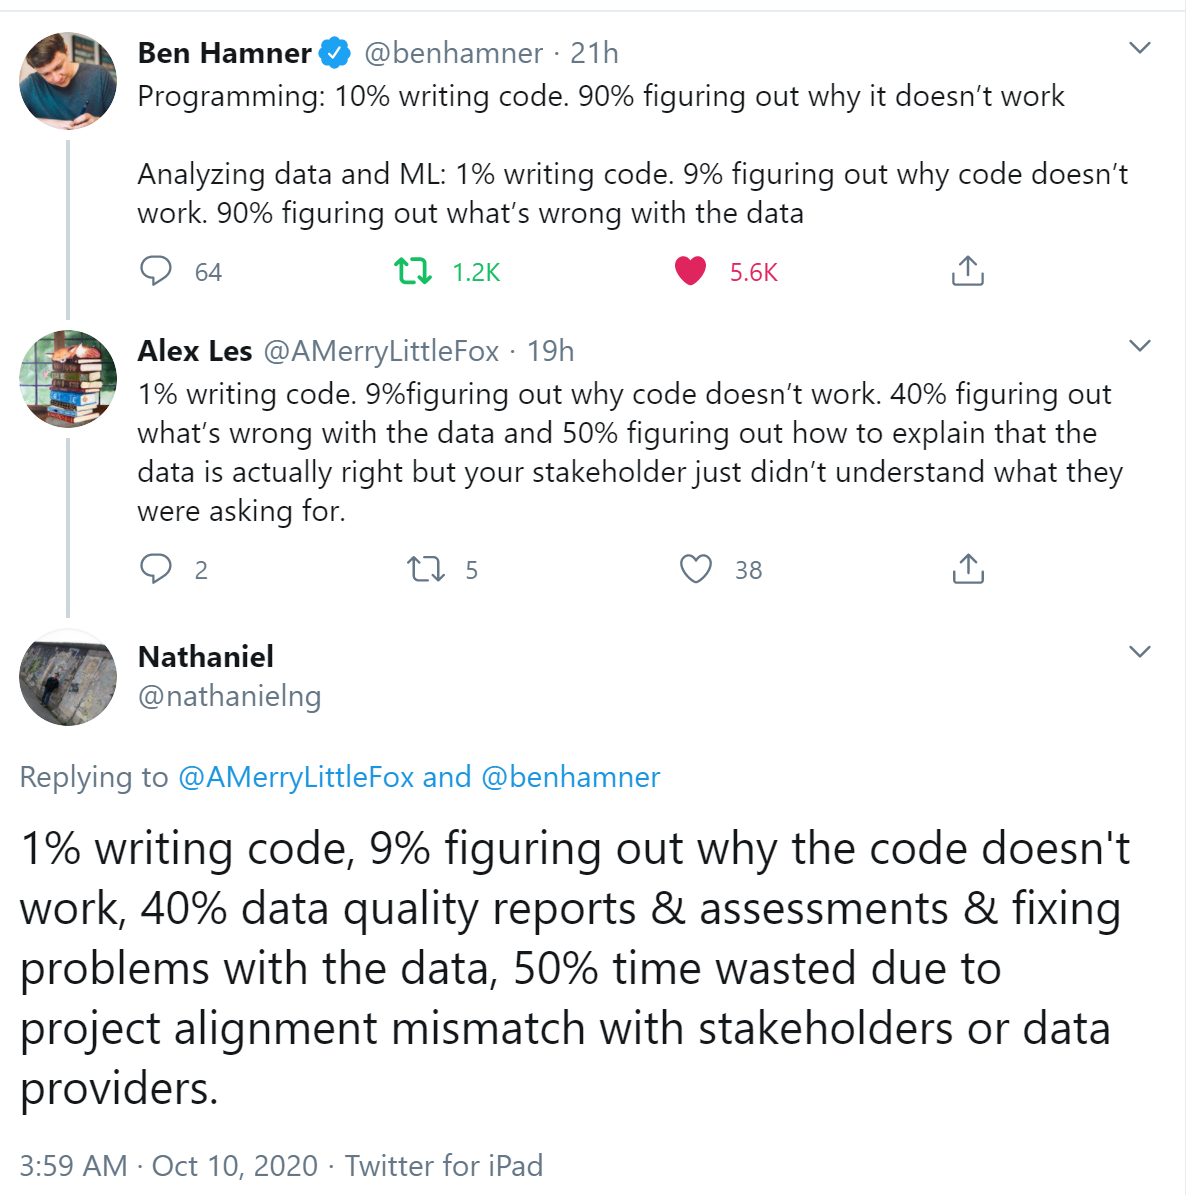 Ben Hamner @benhamner · 21h
Programming: 10% writing code. 90% figuring out why it doesn’t work
Analyzing data and ML: 1% writing code. 9% figuring out why code doesn’t
work. 90% figuring out what’s wrong with the data
64 1.2K 5.6K
Alex Les @AMerryLittleFox · 19h
1% writing code. 9%figuring out why code doesn’t work. 40% figuring out
what’s wrong with the data and 50% figuring out how to explain that the
data is actually right but your stakeholder just didn’t understand what they
were asking for.
2 5 38
Nathaniel
@nathanielng
Replying to @AMerryLittleFox and @benhamner
1% writing code, 9% figuring out why the code doesn't
work, 40% data quality reports & assessments & fixing
problems with the data, 50% time wasted due to
project alignment mismatch with stakeholders or data
providers.
3:59 AM · Oct 10, 2020 · Twitter for iPad